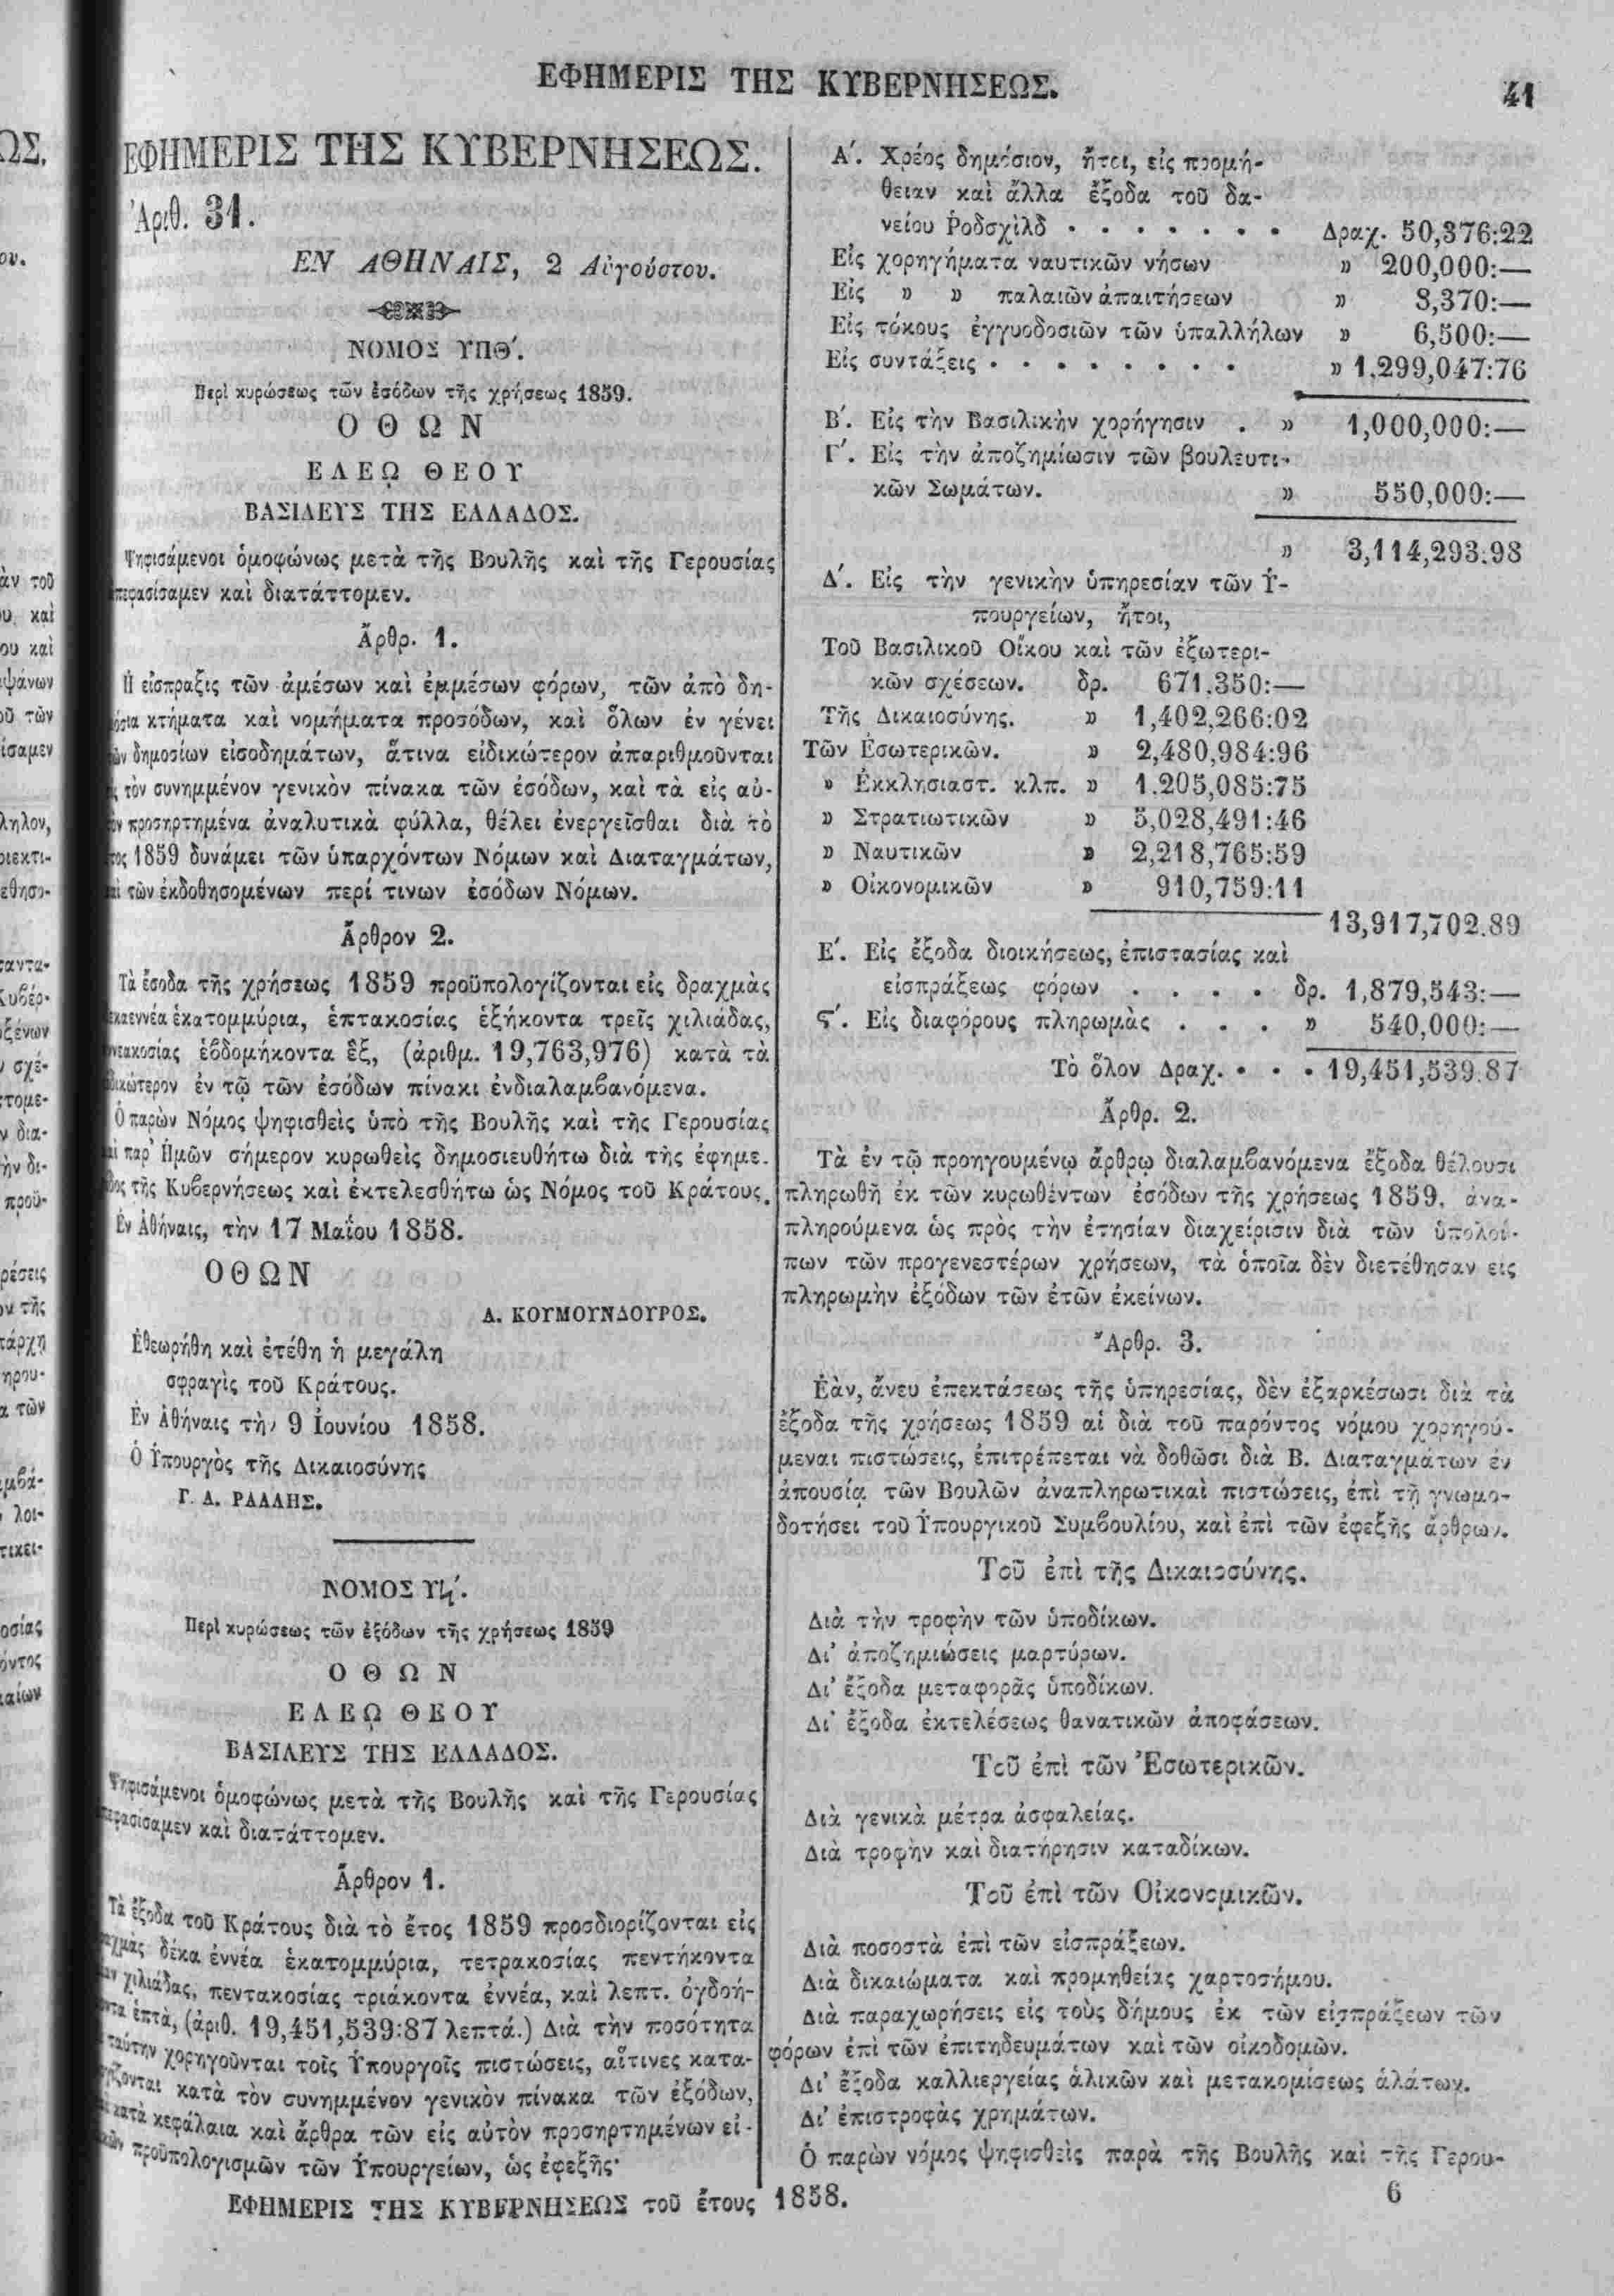 ΕΦΗΜΕΡΙΣ ΤΗΣ ΚΥΒΕΡΝΗΣΕΩΣ.
41
ΕΦΗΜΕΡΙΣ ΤΗΣ ΚΥΒΕΡΝΗΣΕΩΣ.
Ἀριθ. 31.
ΕΝ ΑΘΗΝΑΙΣ, 2 Αὐγούστου.
ΝΟΜΟΣ ΥΠΘ΄.
Περὶ κυρώσεως τῶν ἐσόδων τῆς χρήσεως 1859.
Ο Θ Ω Ν
ΕΛΕῼ ΘΕΟΥ
ΒΑΣΙΛΕΥΣ ΤΗΣ ΕΛΛΑΔΟΣ.
Ψηφισάμενοι ὁμοφώνως μετὰ τῆς Βουλῆς καὶ τῆς Γερουσίας
πεφασίσαμεν καὶ διατάττομεν.
Ἄρθρ. 1.
Ἡ εἴσπραξις τῶν ἀμέσων καὶ ἐμμέσων φόρων, τῶν ἀπὸ δη-
κτήματα καὶ νομήματα προσόδων, καὶ ὅλων ἐν γένει
δημοσίων εἰσοδημάτων, ἅτινα εἰδικώτερον ἀπαριθμοῦνται
τὸν συνημμένον γενικὸν πίνακα τῶν ἐσόδων, καὶ τὰ εἰς αὐ-
προσηρτημένα ἀναλυτικὰ φύλλα, θέλει ἐνεργεῖσθαι διὰ τὸ
1859 δυνάμει τῶν ὑπαρχόντων Νόμων καὶ Διαταγμάτων,
τῶν ἐκδοθησομένων περί τινων ἐσόδων Νόμων.
Ἄρθρον 2.
Τὰ ἔσοδα τῆς χρήσεως 1859 προϋπολογίζονται εἰς δραχμὰς
ἑκατομμύρια, ἑπτακοσίας ἑξήκοντα τρεῖς χιλιάδας,
ἑβδομήκοντα ἓξ, (ἀριθμ. 19,763,976) κατὰ τὰ
ἐν τῷ τῶν ἐσόδων πίνακι ἐνδιαλαμβανόμενα.
Ὁ παρὼν Νόμος ψηφισθεὶς ὑπὸ τῆς Βουλῆς καὶ τῆς Γερουσίας
παρ' Ἡμῶν σήμερον κυρωθεὶς δημοσιευθήτω διὰ τῆς ἐφημε-
τῆς Κυβερνήσεως καὶ ἐκτελεσθήτω ὡς Νόμος τοῦ Κράτους.
Ἐν Ἀθήναις, τὴν 17 Μαΐου 1858.
ΟΘΩΝ
Α. ΚΟΥΜΟΥΝΔΟΥΡΟΣ.
Ἐθεωρήθη καὶ ἐτέθη ἡ μεγάλη
σφραγὶς τοῦ Κράτους.
Ἐν Ἀθήναις τὴν 9 Ἰουνίου 1858.
Ὁ Ὑπουργὸς τῆς Δικαιοσύνης
Γ. Δ. ΡΑΛΛΗΣ.
ΝΟΜΟΣ ΥϞ΄.
Περὶ κυρώσεως τῶν ἐξόδων τῆς χρήσεως 1859
Ο Θ Ω Ν
ΕΛΕῼ ΘΕΟΥ
ΒΑΣΙΛΕΥΣ ΤΗΣ ΕΛΛΑΔΟΣ.
Ψηφισάμενοι ὁμοφώνως μετὰ τῆς Βουλῆς καὶ τῆς Γερουσίας
καὶ διατάττομεν.
Ἄρθρον 1.
Τὰ ἔξοδα τοῦ Κράτους διὰ τὸ ἔτος 1859 προσδιορίζονται εἰς
δέκα ἐννέα ἑκατομμύρια, τετρακοσίας πεντήκοντα
χιλιάδας, πεντακοσίας τριάκοντα ἐννέα, καὶ λεπτ. ὀγδοή-
ἑπτὰ, (ἀριθ. 19,451,539:87 λεπτά.) Διὰ τὴν ποσότητα
ταύτην χορηγοῦνται τοῖς Ὑπουργοῖς πιστώσεις, αἵτινες κατα-
κατὰ τὸν συνημμένον γενικὸν πίνακα τῶν ἐξόδων,
κατὰ κεφάλαια καὶ ἄρθρα τῶν εἰς αὐτὸν προσηρτημένων εἰ-
προϋπολογισμῶν τῶν Ὑπουργείων, ὡς ἐφεξῆς·
Α΄. Χρέος δημόσιον, ἤτοι, εἰς προμή-
θειαν καὶ ἄλλα ἔξοδα τοῦ δα-
νείου Ῥοδσχὶλδ . . . . . . . Δραχ. 50,376:22
Εἰς χορηγήματα ναυτικῶν νήσων » 200,000:—
Εἰς » » παλαιῶν ἀπαιτήσεων » 8,370:—
Εἰς τόκους ἐγγυοδοσιῶν τῶν ὑπαλλήλων » 6,500:—
Εἰς συντάξεις . . . . . . . . » 1,299,047:76
Β΄. Εἰς τὴν Βασιλικὴν χορήγησιν . » 1,000,000:—
Γ΄. Εἰς τὴν ἀποζημίωσιν τῶν βουλευτι-
κῶν Σωμάτων. » 550,000:—
» 3,114,293:98
Δ΄. Εἰς τὴν γενικὴν ὑπηρεσίαν τῶν Ὑ-
πουργείων, ἤτοι,
Τοῦ Βασιλικοῦ Οἴκου καὶ τῶν ἐξωτερι-
κῶν σχέσεων. δρ. 671,350:—
Τῆς Δικαιοσύνης. » 1,402,266:02
Τῶν Ἐσωτερικῶν. » 2,480,984:96
» Ἐκκλησιαστ. κλπ. » 1.205,085:75
» Στρατιωτικῶν » 5,028,491:46
» Ναυτικῶν » 2,218,765:59
» Οἰκονομικῶν » 910,759:11
13,917,702.89
Ε΄. Εἰς ἔξοδα διοικήσεως, ἐπιστασίας καὶ
εἰσπράξεως φόρων . . . . δρ. 1,879,543:—
Ϛ΄. Εἰς διαφόρους πληρωμὰς . . . » 540,000:—
Τὸ ὅλον Δραχ. . . . 19,451,539.87
Ἄρθρ. 2.
Τὰ ἐν τῷ προηγουμένῳ ἄρθρῳ διαλαμβανόμενα ἔξοδα θέλουσι
πληρωθῆ ἐκ τῶν κυρωθέντων ἐσόδων τῆς χρήσεως 1859, ἀνα-
πληρούμενα ὡς πρὸς τὴν ἐτησίαν διαχείρισιν διὰ τῶν ὑπολοί-
πων τῶν προγενεστέρων χρήσεων, τὰ ὁποῖα δὲν διετέθησαν εἰς
πληρωμὴν ἐξόδων τῶν ἐτῶν ἐκείνων.
Ἄρθρ. 3.
Ἐὰν, ἄνευ ἐπεκτάσεως τῆς ὑπηρεσίας, δὲν ἐξαρκέσωσι διὰ τὰ
ἔξοδα τῆς χρήσεως 1859 αἱ διὰ τοῦ παρόντος νόμου χορηγού-
μεναι πιστώσεις, ἐπιτρέπεται νὰ δοθῶσι διὰ Β. Διαταγμάτων ἐν
ἀπουσίᾳ τῶν Βουλῶν ἀναπληρωτικαὶ πιστώσεις, ἐπὶ τῇ γνωμο-
δοτήσει τοῦ Ὑπουργικοῦ Συμβουλίου, καὶ ἐπὶ τῶν ἐφεξῆς ἄρθρων.
Τοῦ ἐπὶ τῆς Δικαιοσύνης.
Διὰ τὴν τροφὴν τῶν ὑποδίκων.
Δι' ἀποζημιώσεις μαρτύρων.
Δι' ἔξοδα μεταφορᾶς ὑποδίκων.
Δι' ἔξοδα ἐκτελέσεως θανατικῶν ἀποφάσεων.
Τοῦ ἐπὶ τῶν Ἐσωτερικῶν.
Διὰ γενικὰ μέτρα ἀσφαλείας.
Διὰ τροφὴν καὶ διατήρησιν καταδίκων.
Τοῦ ἐπὶ τῶν Οἰκονομικῶν.
Διὰ ποσοστὰ ἐπὶ τῶν εἰσπράξεων.
Διὰ δικαιώματα καὶ προμηθείας χαρτοσήμου.
Διὰ παραχωρήσεις εἰς τοὺς δήμους ἐκ τῶν εἰσπράξεων τῶν
φόρων ἐπὶ τῶν ἐπιτηδευμάτων καὶ τῶν οἰκοδομῶν.
Δι' ἔξοδα καλλιεργείας ἁλικῶν καὶ μετακομίσεως ἁλάτων.
Δι' ἐπιστροφὰς χρημάτων.
Ὁ παρὼν νόμος ψηφισθεὶς παρὰ τῆς Βουλῆς καὶ τῆς Γερου-
ΕΦΗΜΕΡΙΣ ΤΗΣ ΚΥΒΕΡΝΗΣΕΩΣ τοῦ ἔτους 1858.
6